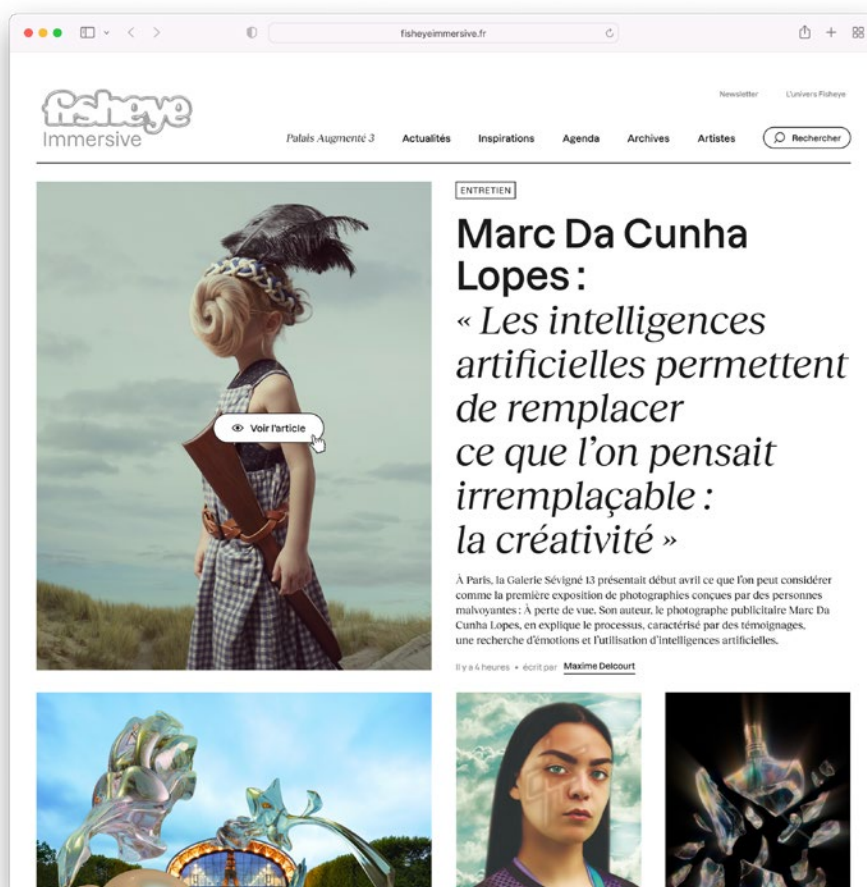 fisheyeimmersive.fr
Newsletter L'univers Fisheye
fisheye
Immersive
Palais Augmenté 3 Actualités Inspirations Agenda Archives Artistes Rechercher
ENTRETIEN
Marc Da Cunha
Lopes :
« Les intelligences
artificielles permettent
de remplacer
ce que l’on pensait
irremplaçable :
la créativité »
Voir l'article
À Paris, la Galerie Sévigné 13 présentait début avril ce que l’on peut considérer
comme la première exposition de photographies conçues par des personnes
malvoyantes : À perte de vue. Son auteur, le photographe publicitaire Marc Da
Cunha Lopes, en explique le processus, caractérisé par des témoignages,
une recherche d’émotions et l’utilisation d’intelligences artificielles.
Il y a 4 heures • écrit par Maxime Delcourt